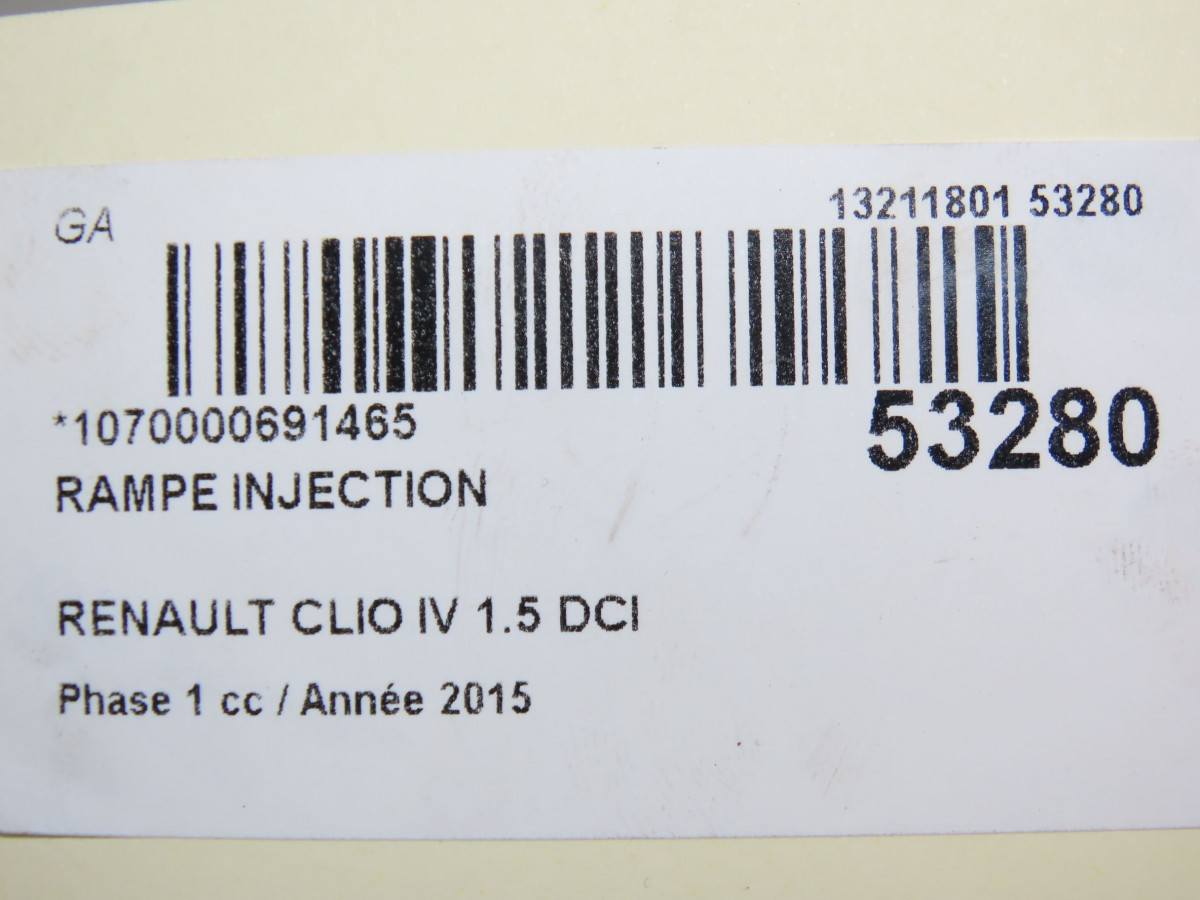 GA
13211801 53280
*1070000691465
53280
RAMPE INJECTION
RENAULT CLIO IV 1.5 DCI
Phase 1 cc / Année 2015